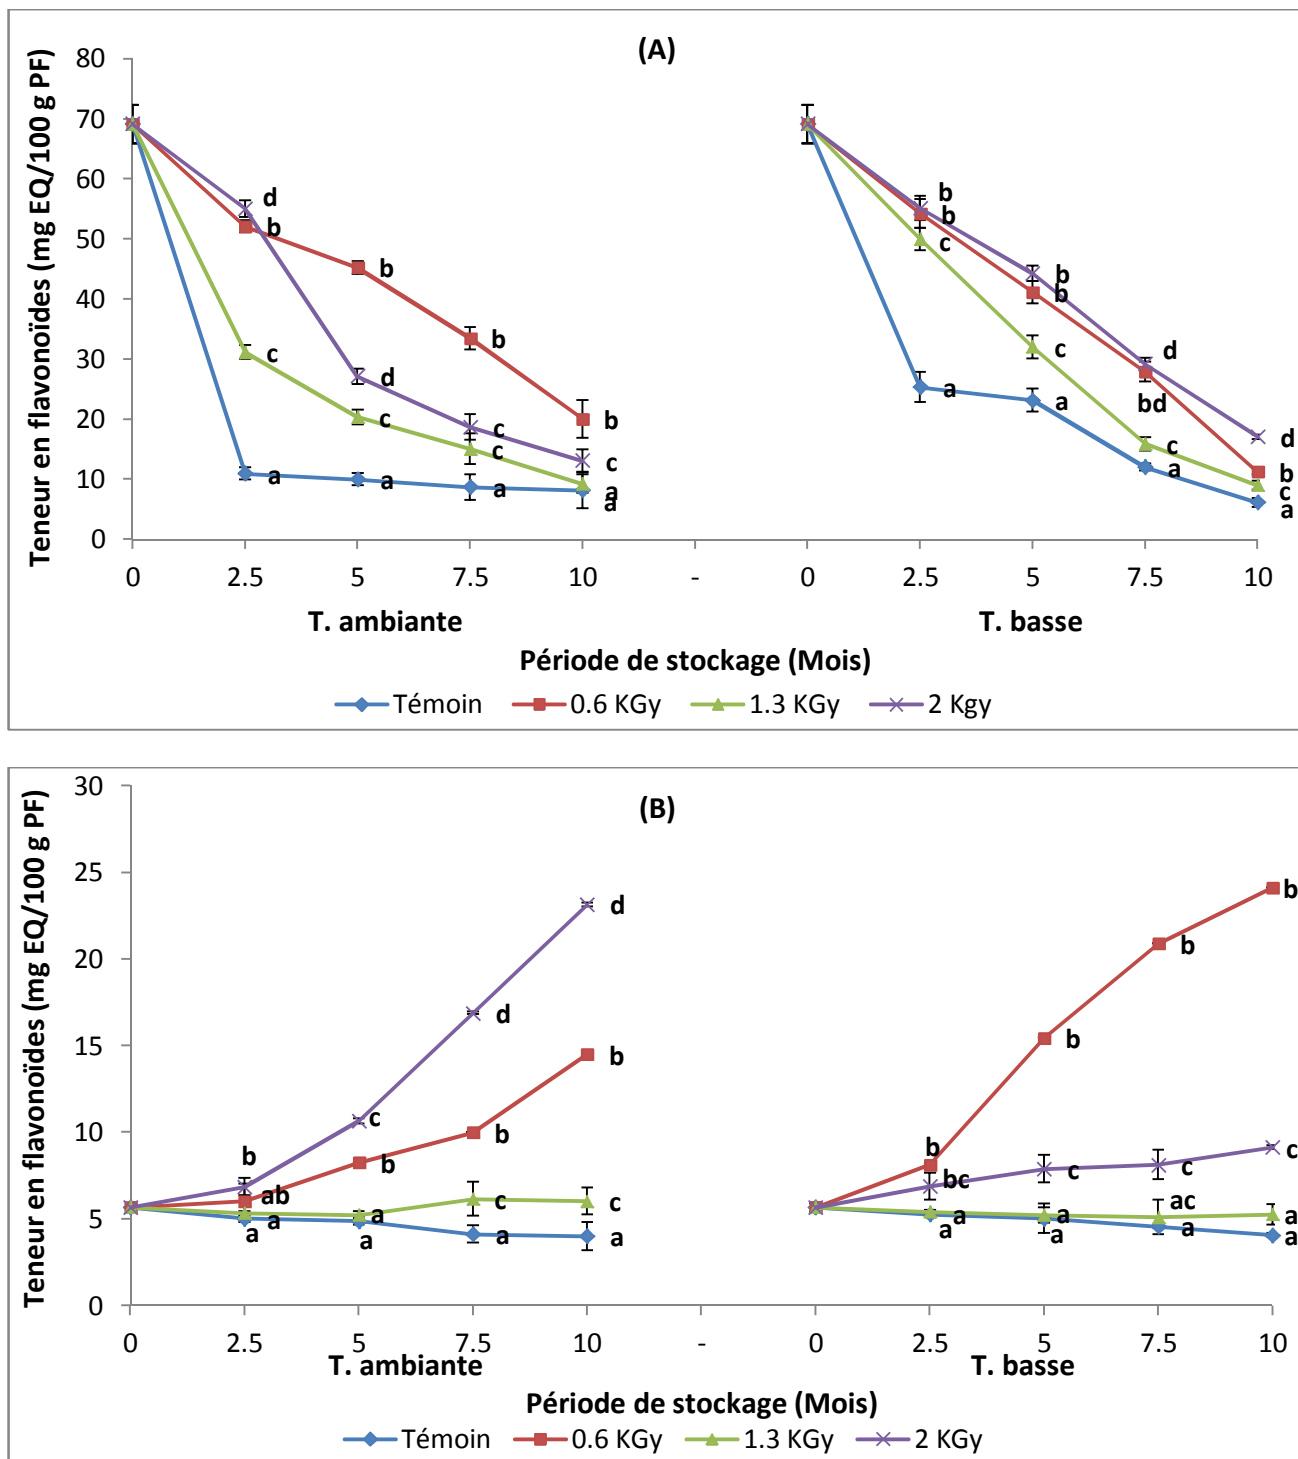 (A)
Teneur en flavonoïdes (mg EQ/100 g PF)
80
70
60
50
40
30
20
10
0
d
b
b
c
d
b
c
c
c
b
c
a
a
a
a
a
b
b
c
b
b
c
d
a
a
bd
c
a
d
b
c
a
0 2.5 5 7.5 10 - 0 2.5 5 7.5 10
T. ambiante T. basse
Période de stockage (Mois)
Témoin 0.6 KGy 1.3 KGy 2 Kgy
(B)
Teneur en flavonoïdes (mg EQ/100 g PF)
30
25
20
15
10
5
0
d
d
b
c
b
b
b
ab
a
a
a
a
c
c
a
a
b
b
b
b
bc
c
c
c
a
a
a
a
ac
a
a
a
0 2.5 5 7.5 10 - 0 2.5 5 7.5 10
T. ambiante T. basse
Période de stockage (Mois)
Témoin 0.6 KGy 1.3 KGy 2 KGy